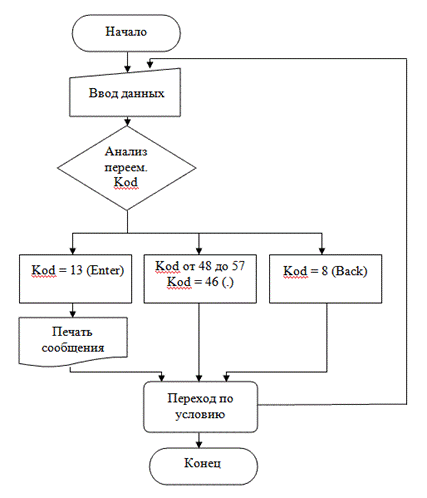 Начало
Ввод данных
Анализ
переем.
Kod
Kod = 13 (Enter)
Kod от 48 до 57
Kod = 46 (.)
Kod = 8 (Back)
Печать
сообщения
Переход по
условию
Конец